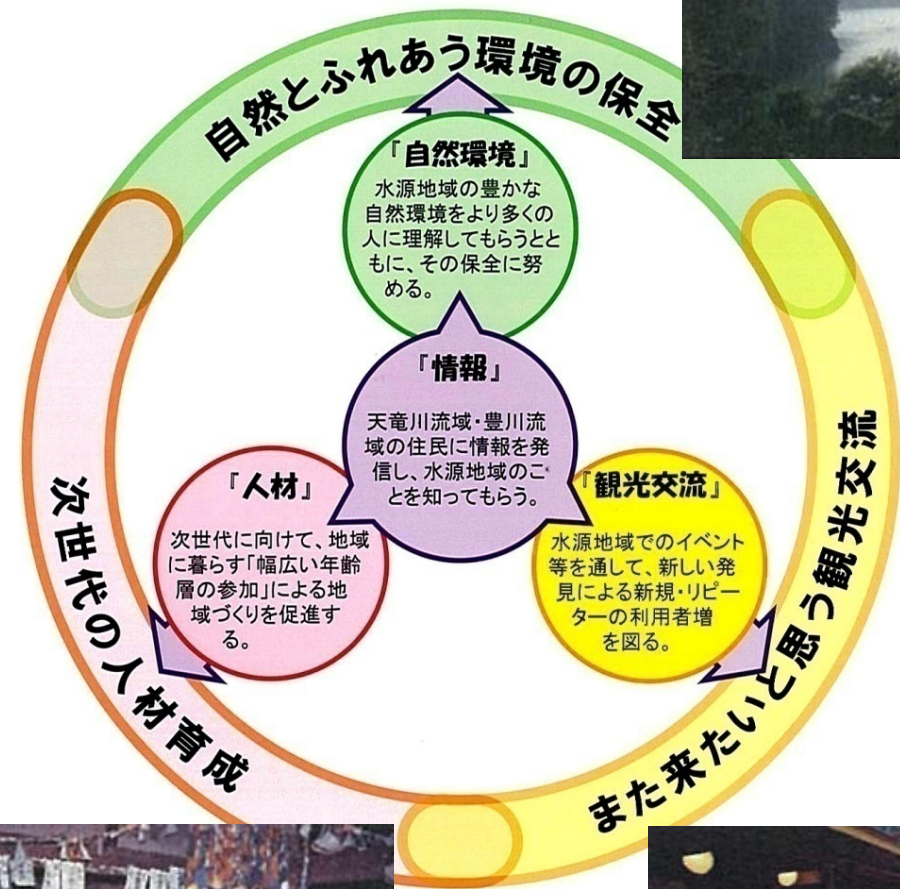 自然とふれあう環境の保全
『自然環境』
水源地域の豊かな
自然環境をより多くの
人に理解してもらうとと
もに、その保全に努
める。
『情報』
天竜川流域・豊川流
域の住民に情報を発
信し、水源地域のこ
とを知ってもらう。
『人材』
次世代に向けて、地域
に暮らす「幅広い年齢
層の参加」による地
域づくりを促進す
る。
『観光交流』
水源地域でのイベント
等を通して、新しい発
見による新規・リピー
ターの利用者増
を図る。
次世代の人材育成
また来たいと思う観光交流